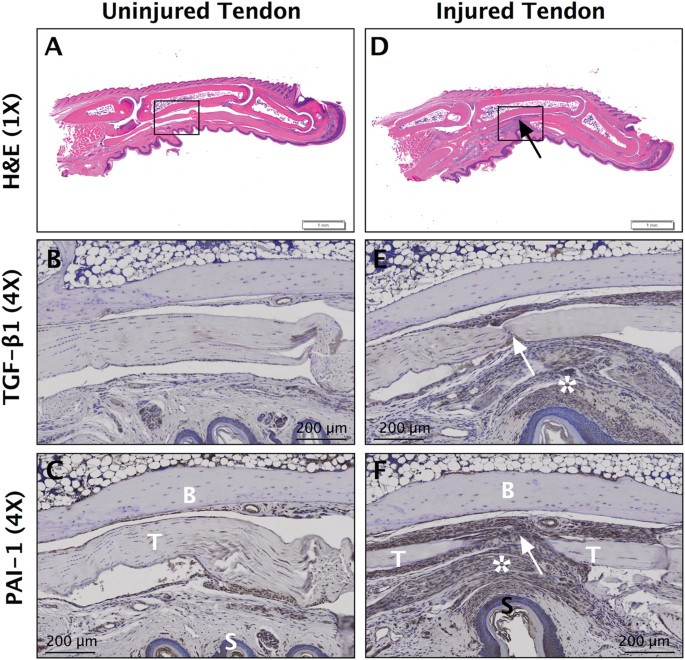 Uninjured Tendon
Injured Tendon
H&E (1X)
A
1 mm
D
1 mm
TGF-β1 (4X)
B
200 μm
E
*
200 μm
PAI-1 (4X)
C
B
T
S
200 μm
F
B
T
T
*
S
200 μm